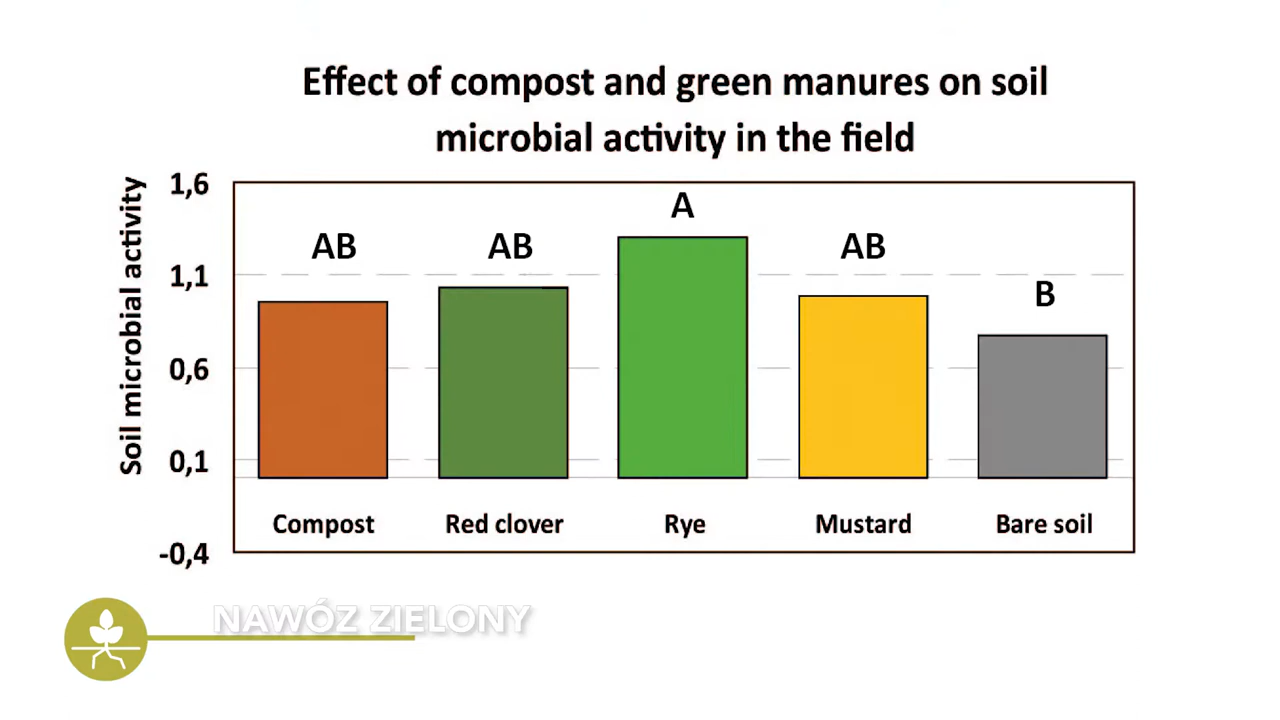 Effect of compost and green manures on soil
microbial activity in the field
Soil microbial activity
1,6
1,1
0,6
0,1
-0,4
AB
AB
A
AB
B
Compost
Red clover
Rye
Mustard
Bare soil
NAWÓZ ZIELONY